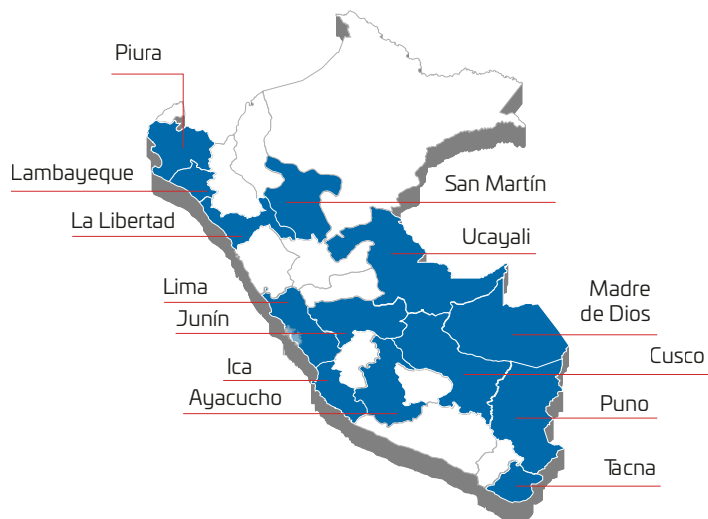 Piura
Lambayeque
San Martín
La Libertad
Ucayali
Lima
Madre
de Dios
Junín
Cusco
Ica
Ayacucho
Puno
Tacna